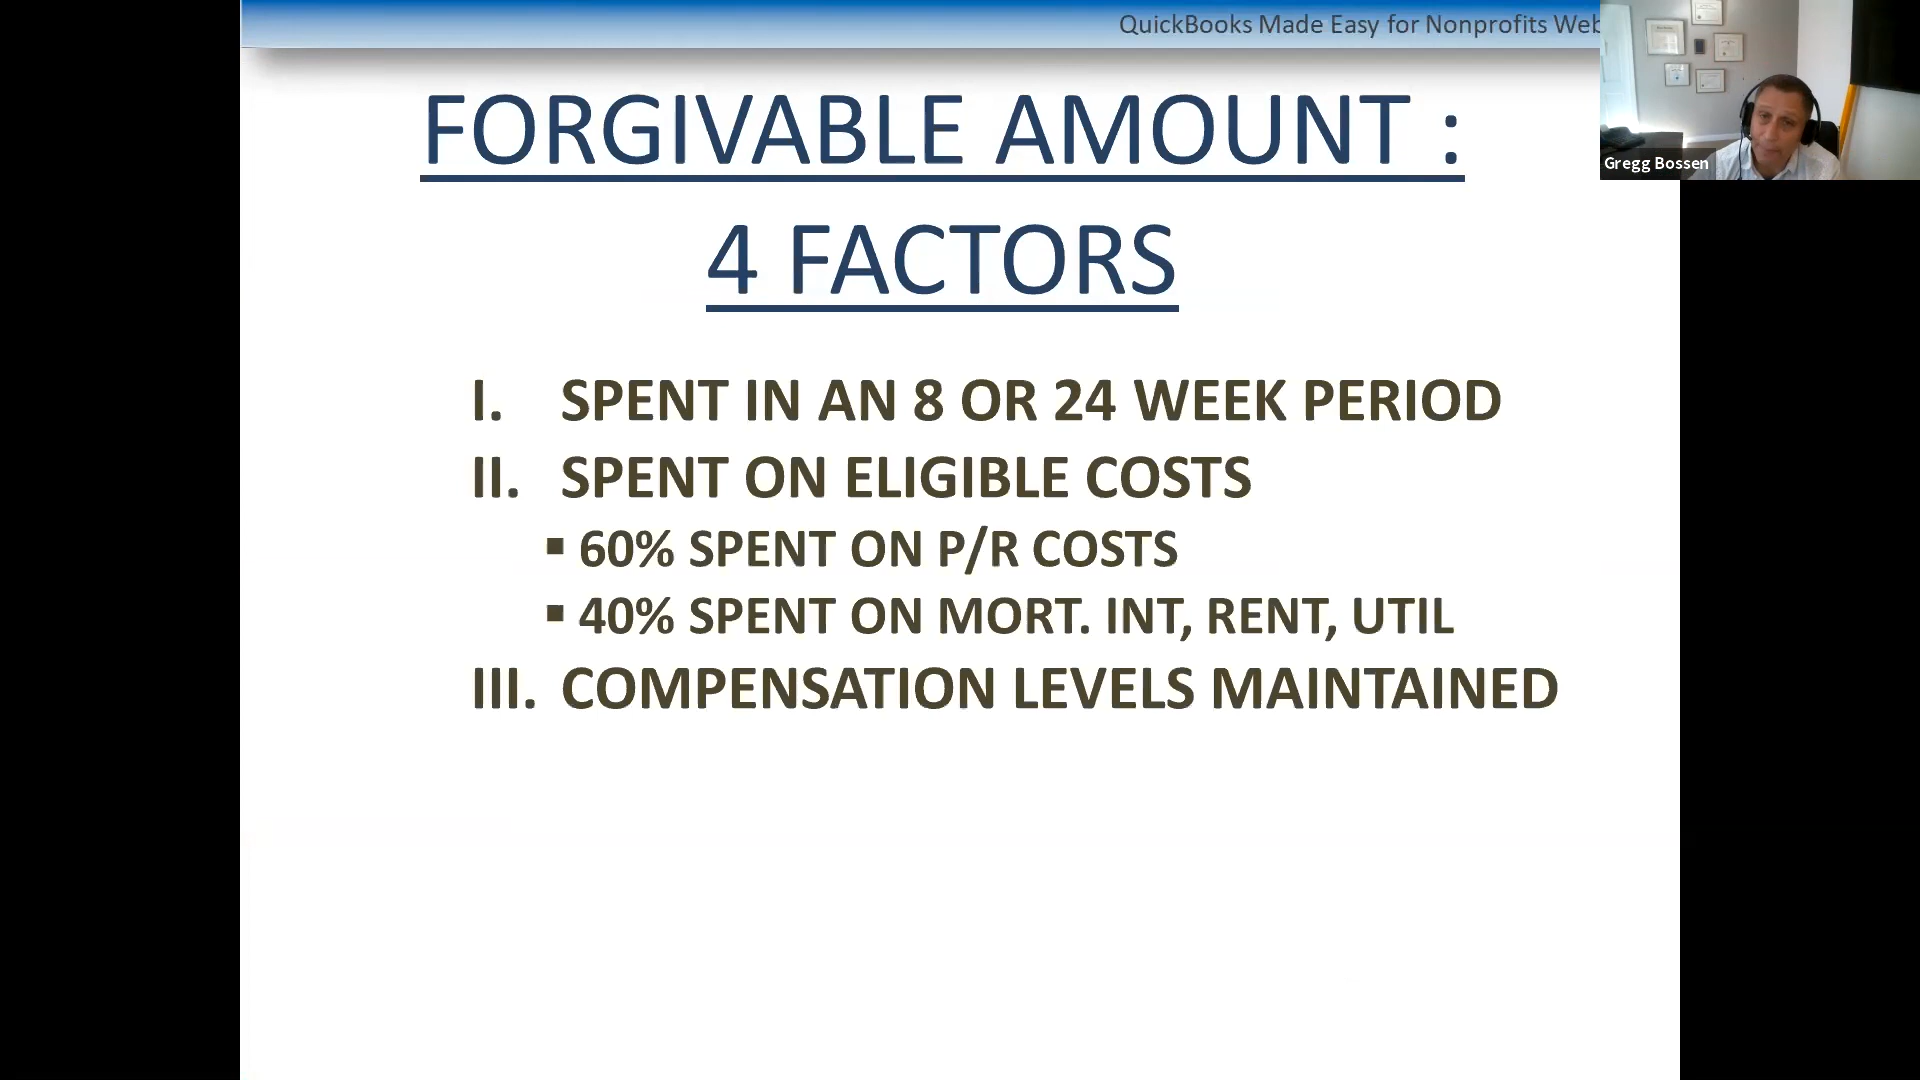 QuickBooks Made Easy for Nonprofits Web
Gregg Bossen
FORGIVABLE AMOUNT :
4 FACTORS
I. SPENT IN AN 8 OR 24 WEEK PERIOD
II. SPENT ON ELIGIBLE COSTS
▪ 60% SPENT ON P/R COSTS
▪ 40% SPENT ON MORT. INT, RENT, UTIL
III. COMPENSATION LEVELS MAINTAINED